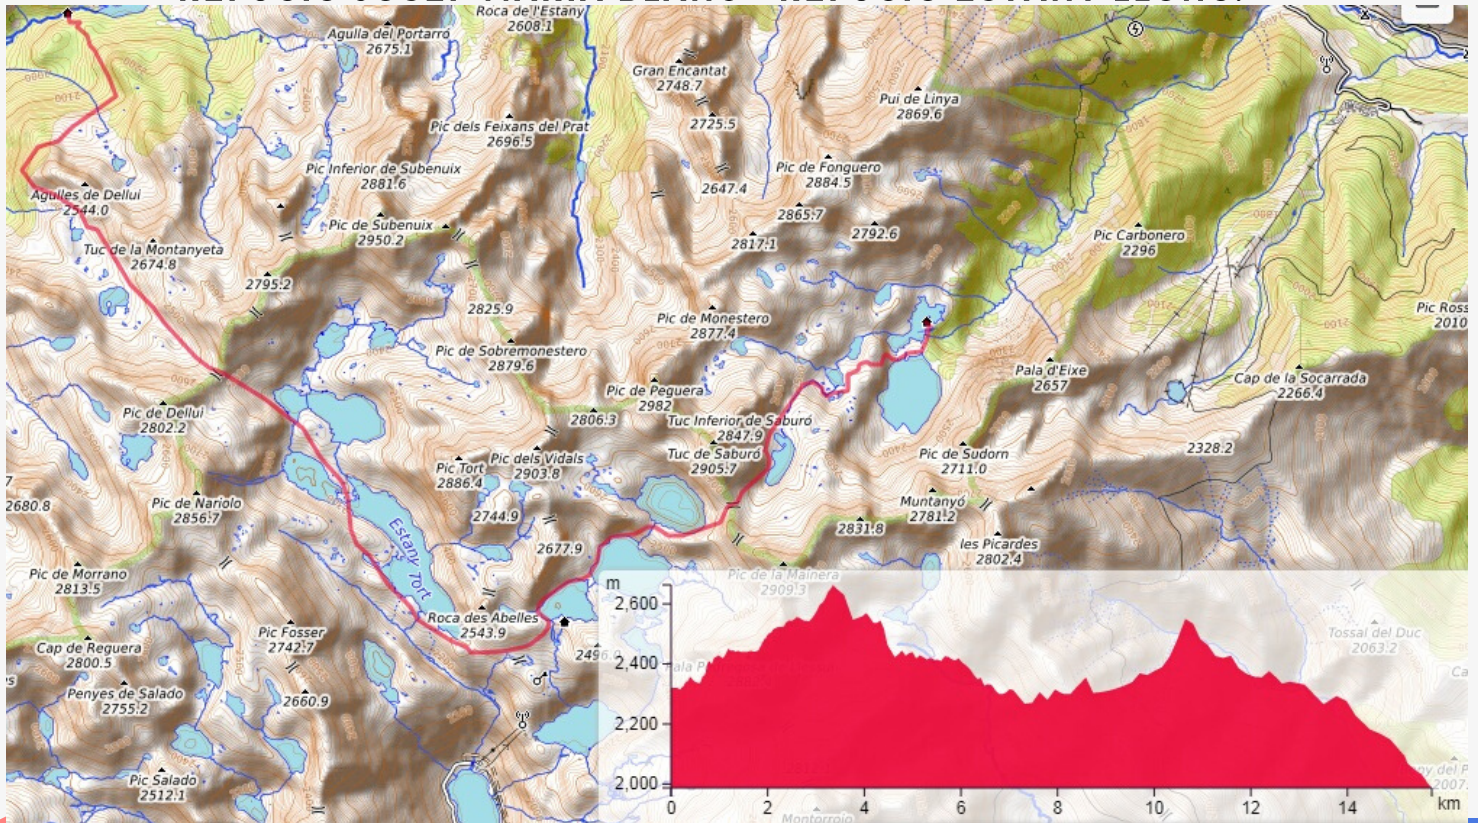 REFUGIO JOSEP MARIA BLANC - REFUGIO ESTANY LLONG.
Roca de l'Estany
2608.1
Agulla del Portarró
2675.1
Gran Encantat
2748.7
Pui de Linya
2869.6
2725.5
Pic dels Feixans del Prat
2696.5
Pic Inferior de Subenuix
2881.6
Pic de Fonguero
2884.5
2647.4
Agulles de Dellui
2544.0
2865.7
Pic de Subenuix
2950.2
2817.1
2792.6
Pic Carbonero
2296
Tuc de la Montanyeta
2674.8
2795.2
2825.9
Pic de Monestero
2877.4
Pic Ross
2010
Pic de Sobremonestero
2879.6
Pala d'Eixe
2657
Cap de la Socarrada
2266.4
Pic de Peguera
2982
Pic de Dellui
2802.2
2806.3
Tuc Inferior de Saburó
2847.9
Tuc de Saburó
2905.7
Pic de Sudorn
2711.0
2328.2
Pic Tort
2886.4
Pic dels Vidals
2903.8
2680.8
Pic de Nariolo
2856.7
2744.9
Muntanyó
2781.2
2831.8
les Picardes
2802.4
Estany Tort
2677.9
Pic de Morrano
2813.5
Pic de la Mainera
2909.3
Roca des Abelles
2543.9
Pic Fosser
2742.7
Cap de Reguera
2800.5
2496.0
Tossal del Duc
2063.2
Penyes de Salado
2755.2
2660.9
Pic Salado
2512.1
Montorroio
m
2,600
2,400
2,200
2,000
0 2 4 6 8 10 12 14 km